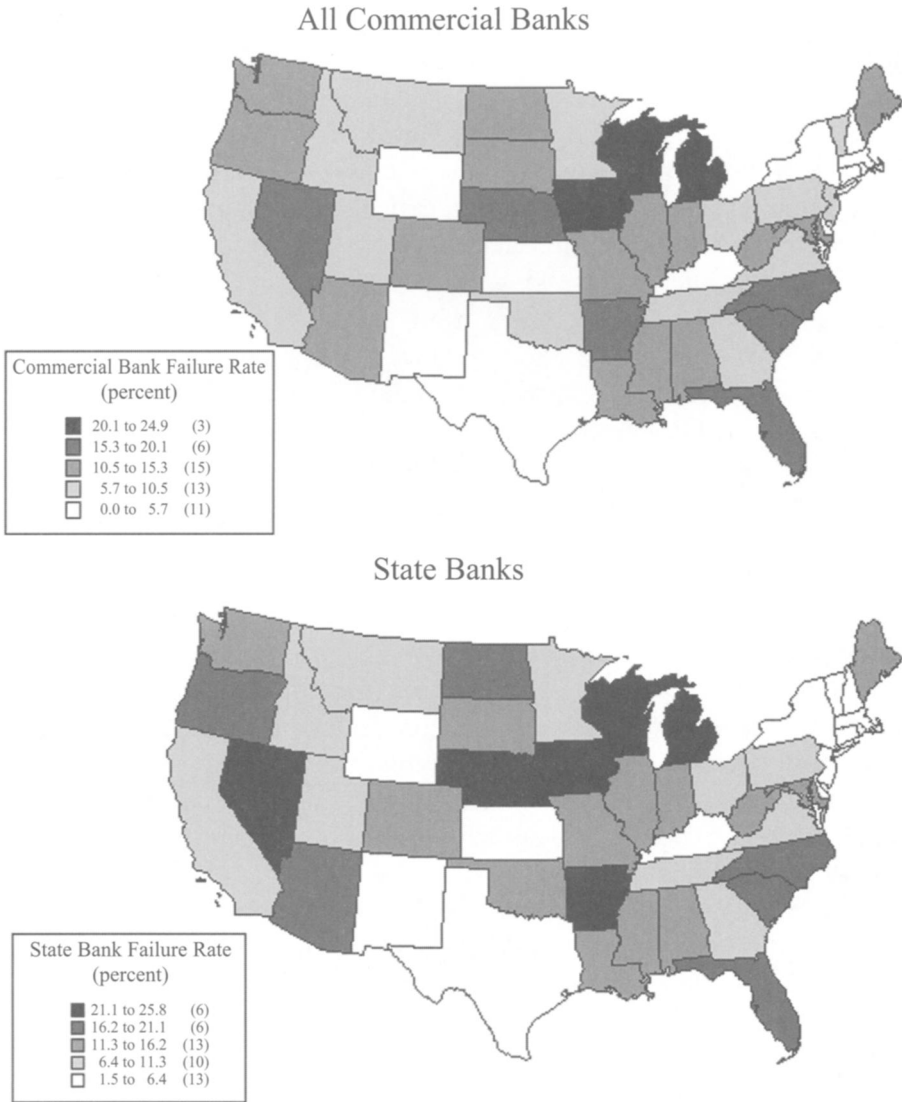 All Commercial Banks
Commercial Bank Failure Rate
(percent)
20.1 to 24.9 (3)
15.3 to 20.1 (6)
10.5 to 15.3 (15)
5.7 to 10.5 (13)
0.0 to 5.7 (11)
State Banks
State Bank Failure Rate
(percent)
21.1 to 25.8 (6)
16.2 to 21.1 (6)
11.3 to 16.2 (13)
6.4 to 11.3 (10)
1.5 to 6.4 (13)